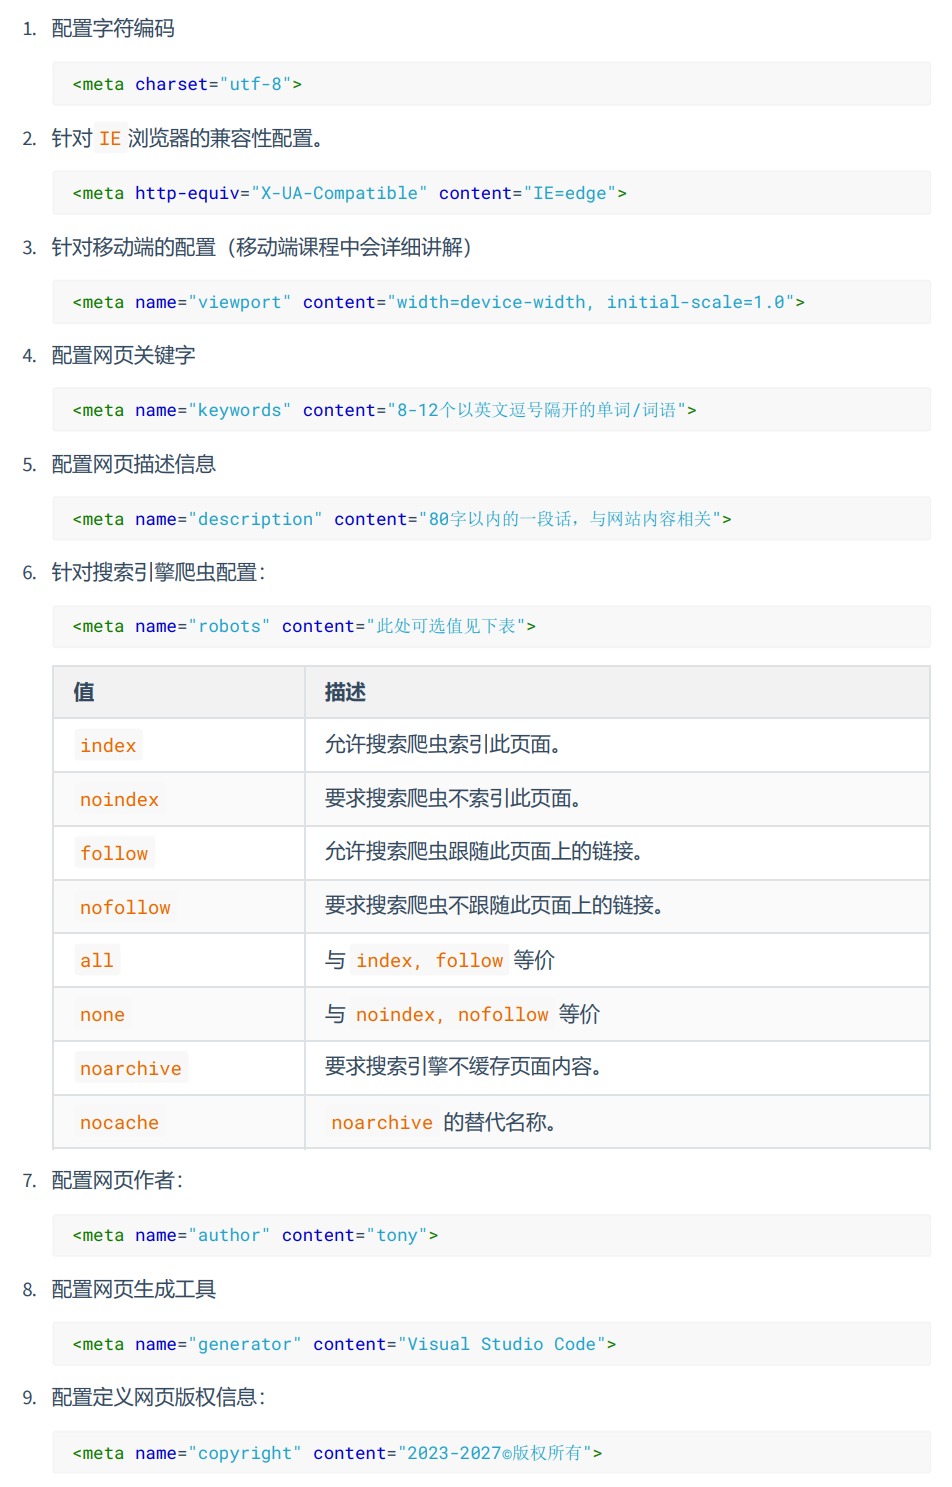 1. 配置字符编码
<meta charset="utf-8">
2. 针对 IE 浏览器的兼容性配置。
<meta http-equiv="X-UA-Compatible" content="IE=edge">
3. 针对移动端的配置（移动端课程中会详细讲解）
<meta name="viewport" content="width=device-width, initial-scale=1.0">
4. 配置网页关键字
<meta name="keywords" content="8-12个以英文逗号隔开的单词/词语">
5. 配置网页描述信息
<meta name="description" content="80字以内的一段话，与网站内容相关">
6. 针对搜索引擎爬虫配置：
<meta name="robots" content="此处可选值见下表">
值 描述
index 允许搜索爬虫索引此页面。
noindex 要求搜索爬虫不索引此页面。
follow 允许搜索爬虫跟随此页面上的链接。
nofollow 要求搜索爬虫不跟随此页面上的链接。
all 与 index, follow 等价
none 与 noindex, nofollow 等价
noarchive 要求搜索引擎不缓存页面内容。
nocache noarchive 的替代名称。
7. 配置网页作者：
<meta name="author" content="tony">
8. 配置网页生成工具
<meta name="generator" content="Visual Studio Code">
9. 配置定义网页版权信息：
<meta name="copyright" content="2023-2027©版权所有">